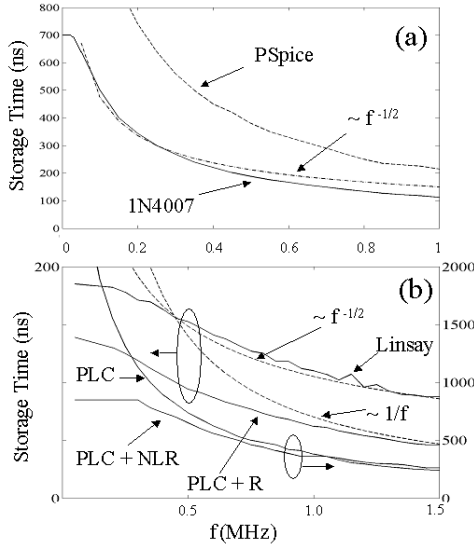 800
700
600
500
400
300
200
100
0
Storage Time (ns)
(a)
PSpice
~ f -1/2
1N4007
0
0.2
0.4
0.6
0.8
1
200
100
0
Storage Time (ns)
(b)
~ f -1/2
Linsay
PLC
~ 1/f
PLC + NLR
PLC + R
2000
1500
1000
500
0
0.5
1.0
1.5
f (MHz)